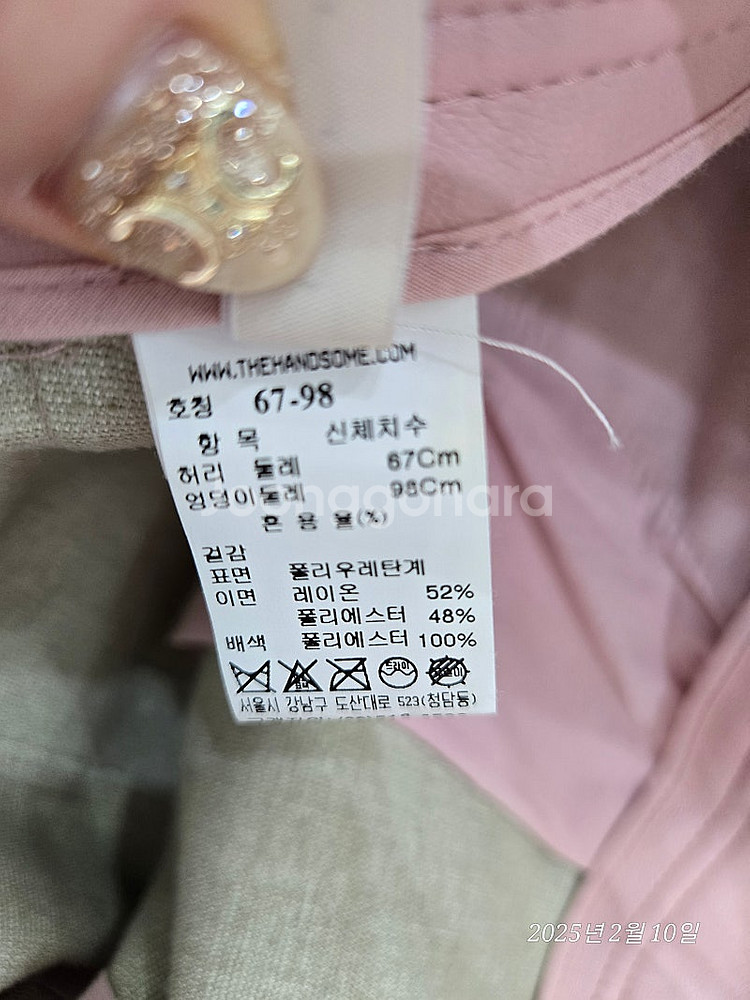 WWW.THEHANDSOME.COM
호칭 67-98
항 목 신체치수
허리 둘레 67Cm
엉덩이둘레 98Cm
혼 용 율(%)
겉감
표면 폴리우레탄계
이면 레이온 52%
폴리에스터 48%
배색 폴리에스터 100%
드라이
서울시 강남구 도산대로 523(청담동)
2025년 2월 10일